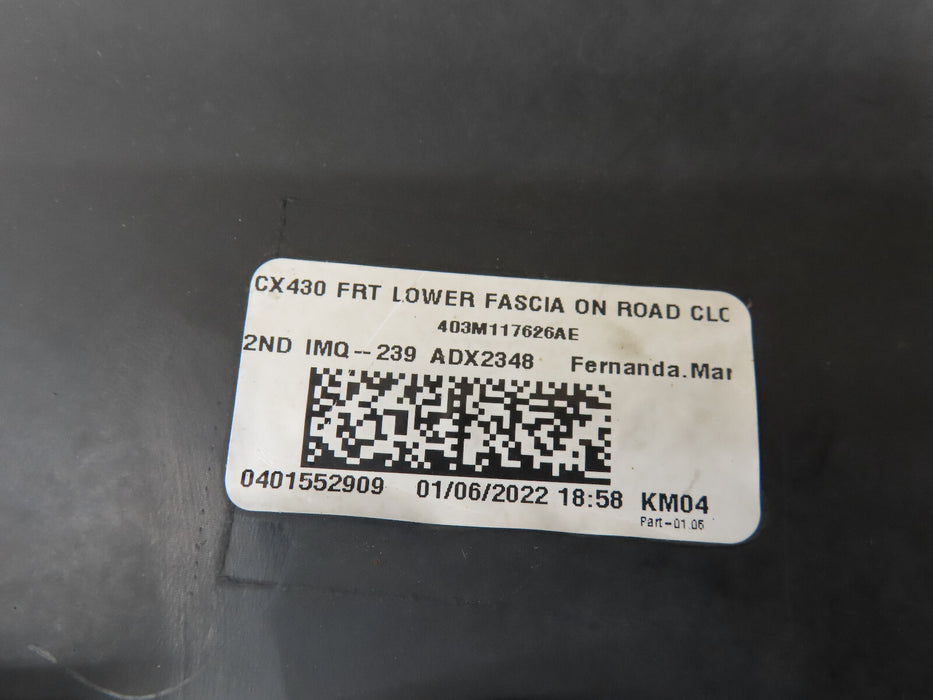 CX430 FRT LOWER FASCIA ON ROAD CLC
403M117626AE
2ND IMQ--239 ADX2348 Fernanda.Mar
0401552909 01/06/2022 18:58 KM04
Part-01.05